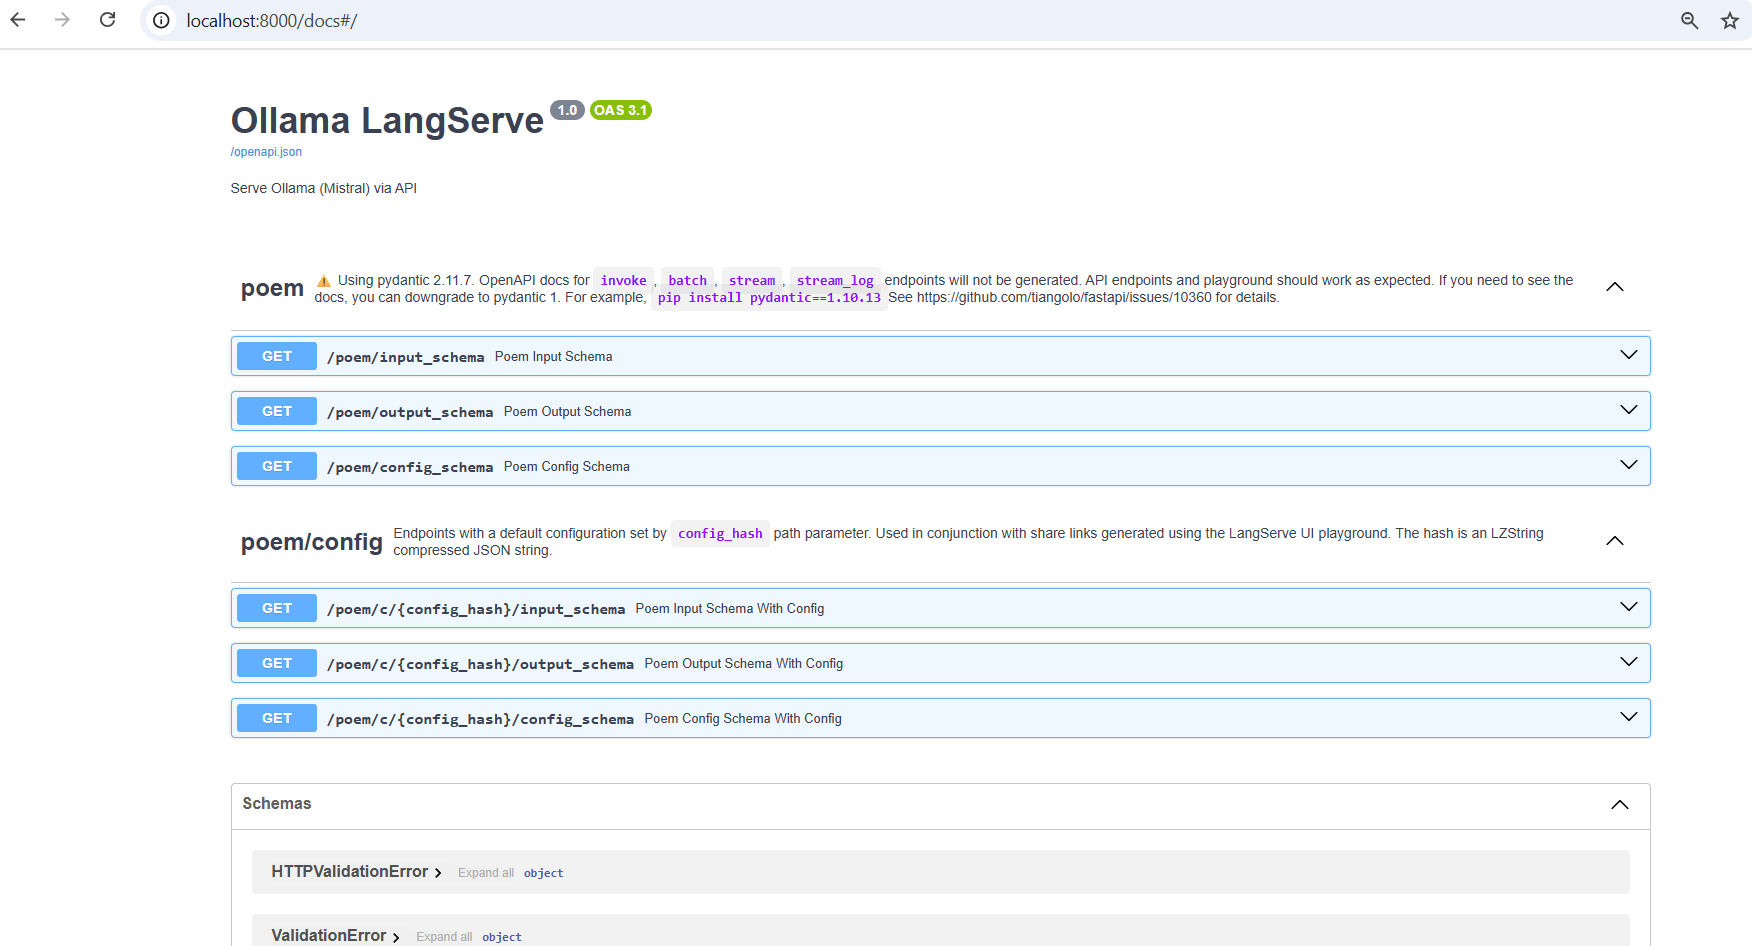 localhost:8000/docs#/
Ollama LangServe 1.0 OAS 3.1
/openapi.json
Serve Ollama (Mistral) via API
poem
⚠️ Using pydantic 2.11.7. OpenAPI docs for invoke, batch, stream, stream_log endpoints will not be generated. API endpoints and playground should work as expected. If you need to see the
docs, you can downgrade to pydantic 1. For example, pip install pydantic==1.10.13 See https://github.com/tiangolo/fastapi/issues/10360 for details.
GET /poem/input_schema Poem Input Schema
GET /poem/output_schema Poem Output Schema
GET /poem/config_schema Poem Config Schema
poem/config
Endpoints with a default configuration set by config_hash path parameter. Used in conjunction with share links generated using the LangServe UI playground. The hash is an LZString
compressed JSON string.
GET /poem/c/{config_hash}/input_schema Poem Input Schema With Config
GET /poem/c/{config_hash}/output_schema Poem Output Schema With Config
GET /poem/c/{config_hash}/config_schema Poem Config Schema With Config
Schemas
HTTPValidationError Expand all object
ValidationError Expand all object